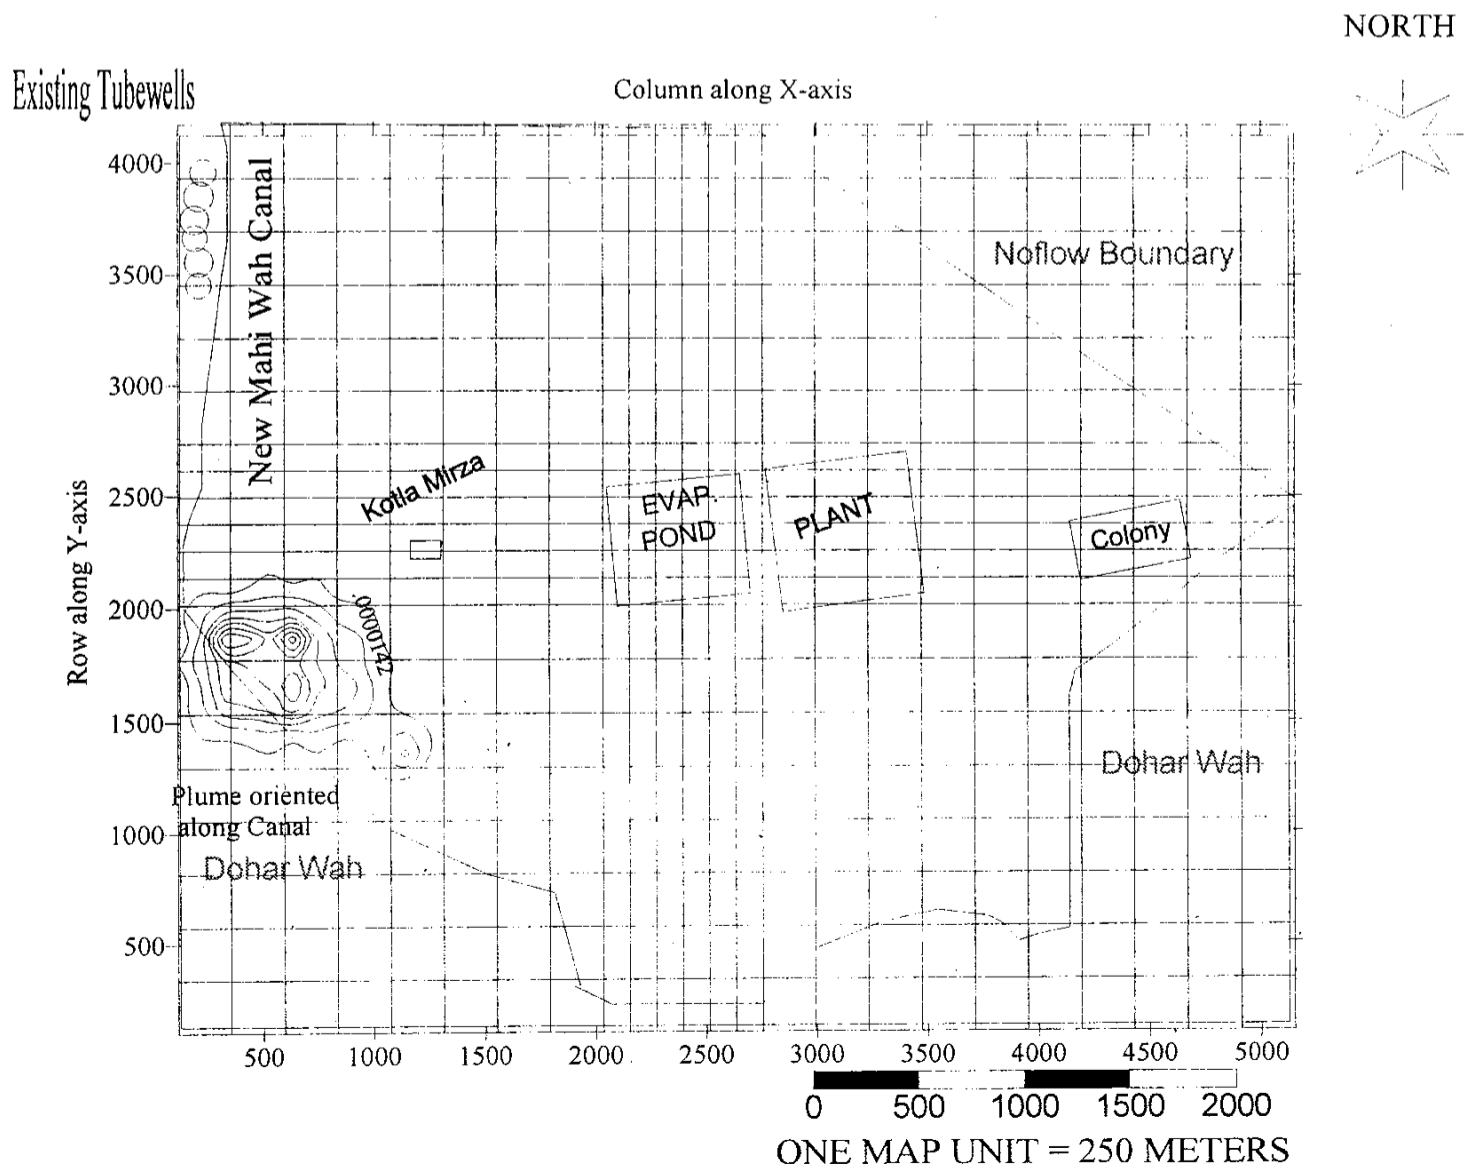 NORTH
Existing Tubewells
Column along X-axis
4000
3500
3000
2500
2000
1500
1000
500
Row along Y-axis
New Mahi Wah Canal
Noflow Boundary
Kotla Mirza
EVAP.
POND
PLANT
Colony
.0000142
Plume oriented
along Canal
Dohar Wah
Dohar Wah
500
1000
1500
2000
2500
3000
3500
4000
4500
5000
0
500
1000
1500
2000
ONE MAP UNIT = 250 METERS